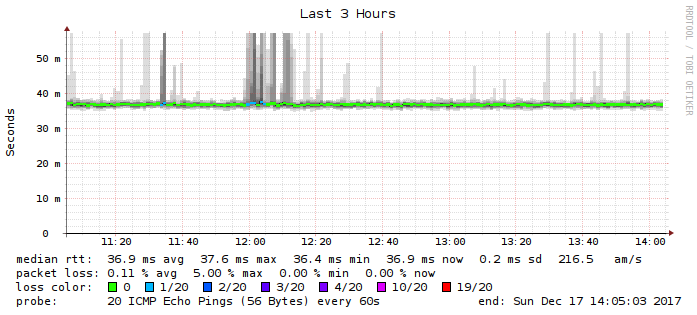 Last 3 Hours
RRDTOOL / TOBI OETIKER
Seconds
50 m
40 m
30 m
20 m
10 m
0
11:20 11:40 12:00 12:20 12:40 13:00 13:20 13:40 14:00
median rtt: 36.9 ms avg 37.6 ms max 36.4 ms min 36.9 ms now 0.2 ms sd 216.5 am/s
packet loss: 0.11 % avg 5.00 % max 0.00 % min 0.00 % now
loss color: 0 1/20 2/20 3/20 4/20 10/20 19/20
probe: 20 ICMP Echo Pings (56 Bytes) every 60s end: Sun Dec 17 14:05:03 2017